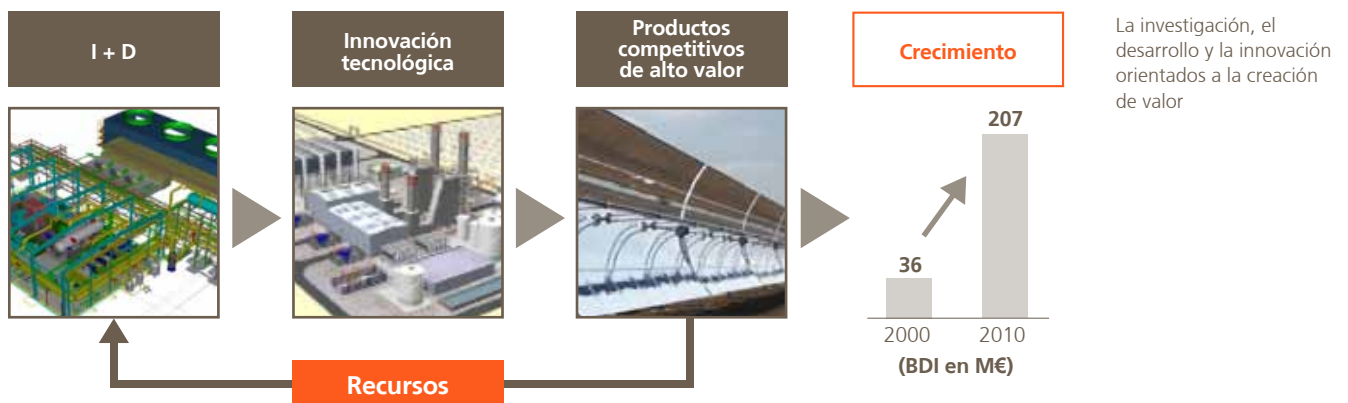 I + D
Innovación
tecnológica
Productos
competitivos
de alto valor
Crecimiento
La investigación, el
desarrollo y la innovación
orientados a la creación
de valor
207
36
2000
2010
(BDI en M€)
Recursos